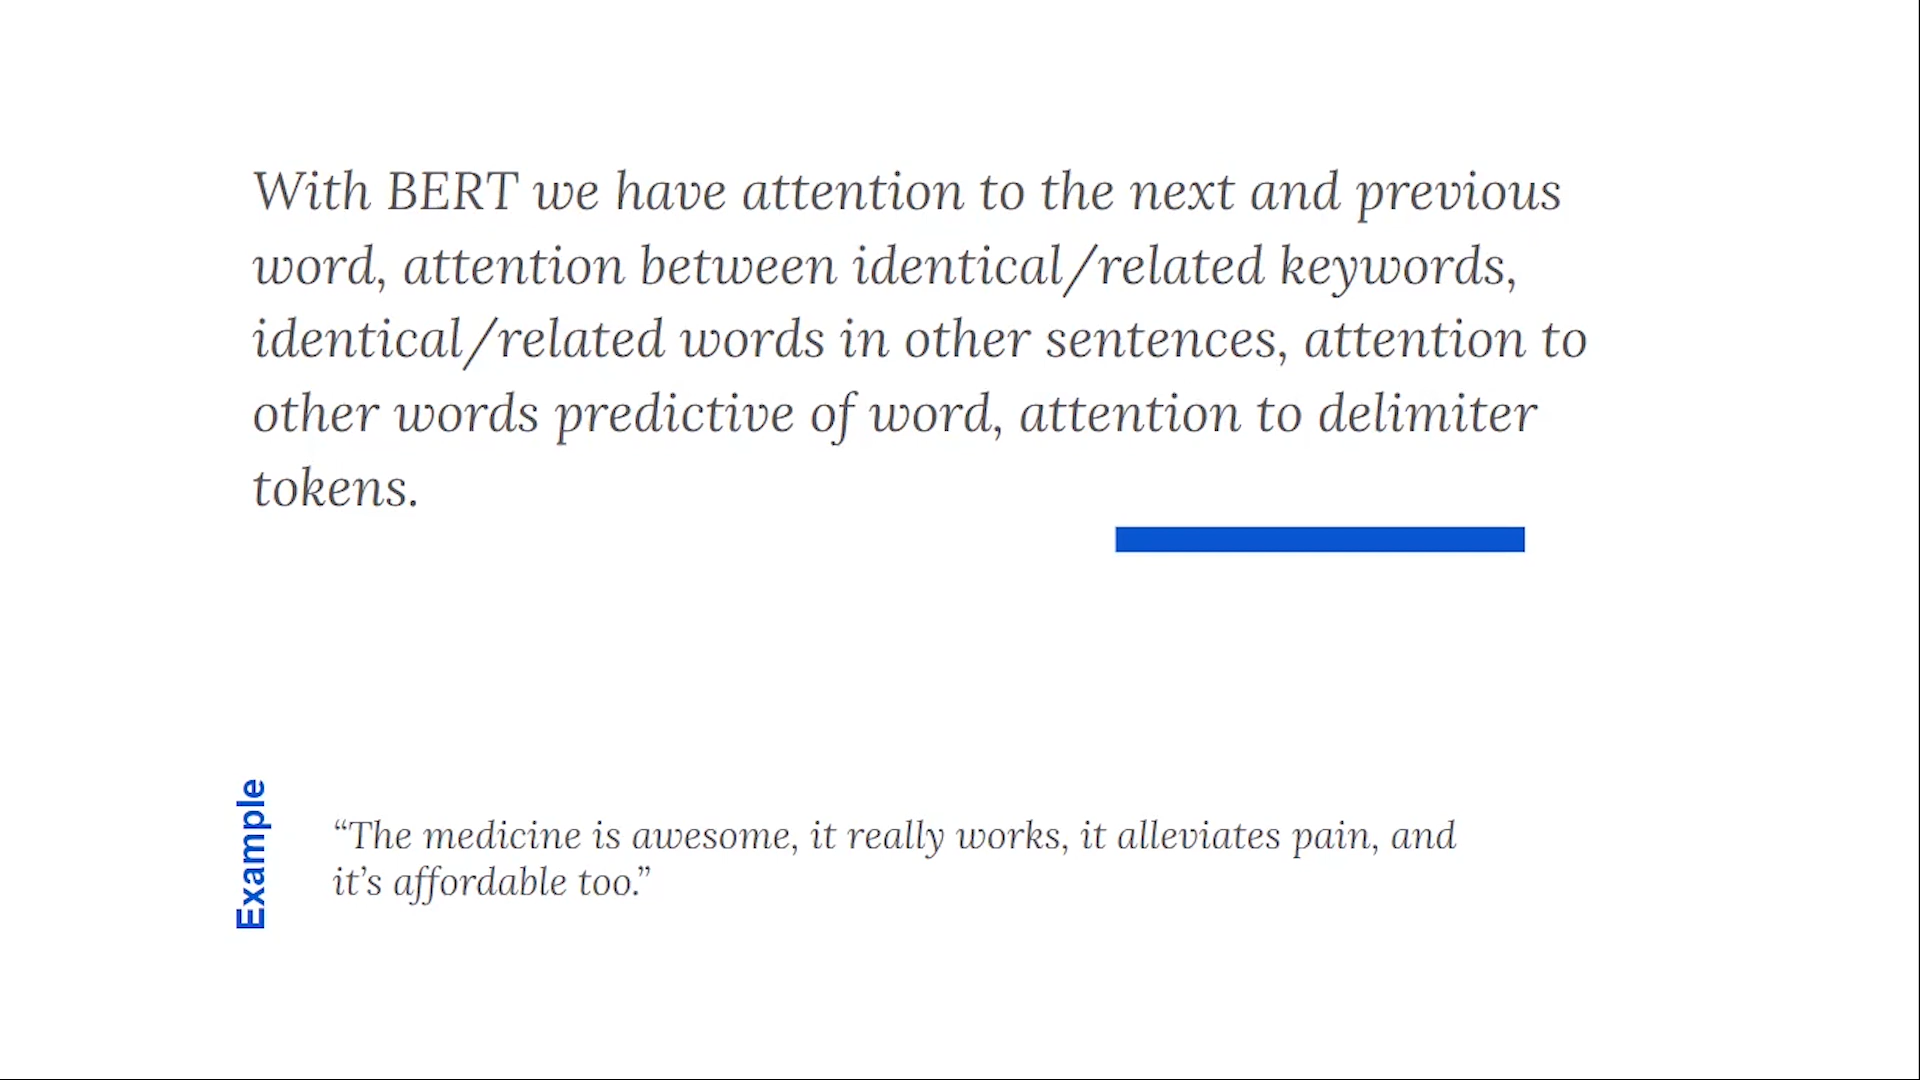 With BERT we have attention to the next and previous
word, attention between identical/related keywords,
identical/related words in other sentences, attention to
other words predictive of word, attention to delimiter
tokens.
Example
“The medicine is awesome, it really works, it alleviates pain, and
it’s affordable too.”